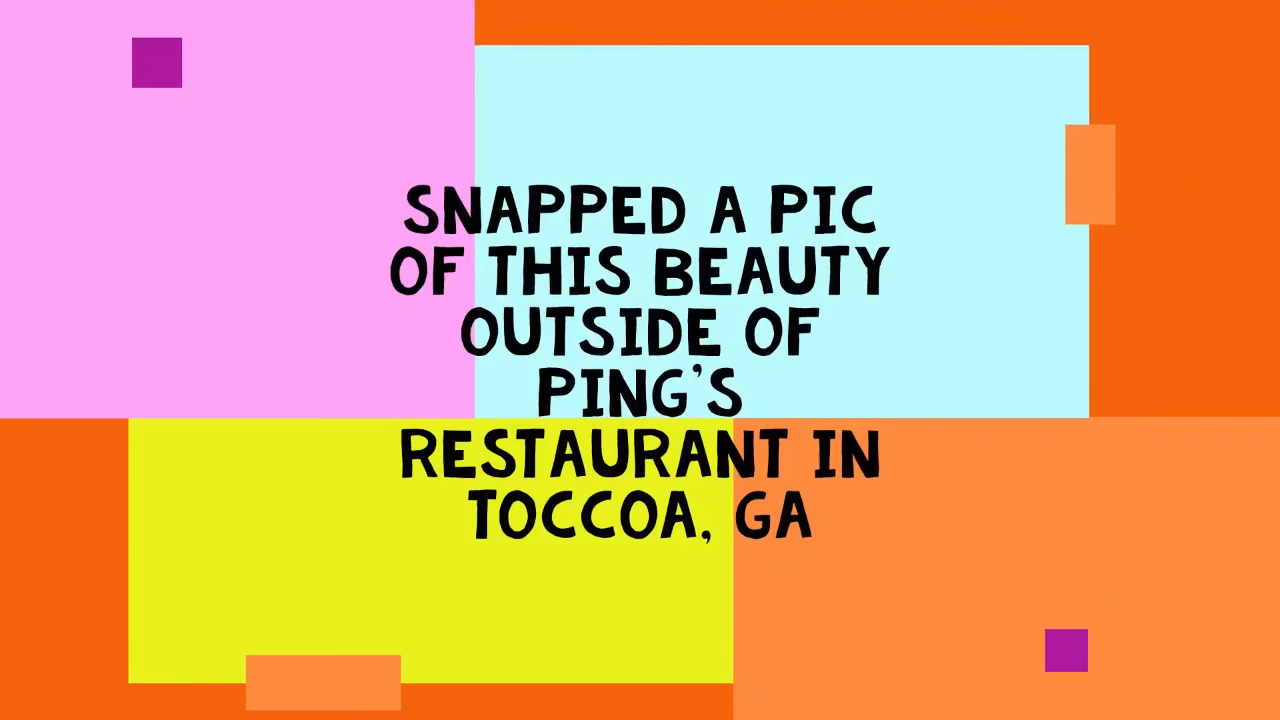 SNAPPED A PIC
OF THIS BEAUTY
OUTSIDE OF
PING'S
RESTAURANT IN
TOCCOA, GA